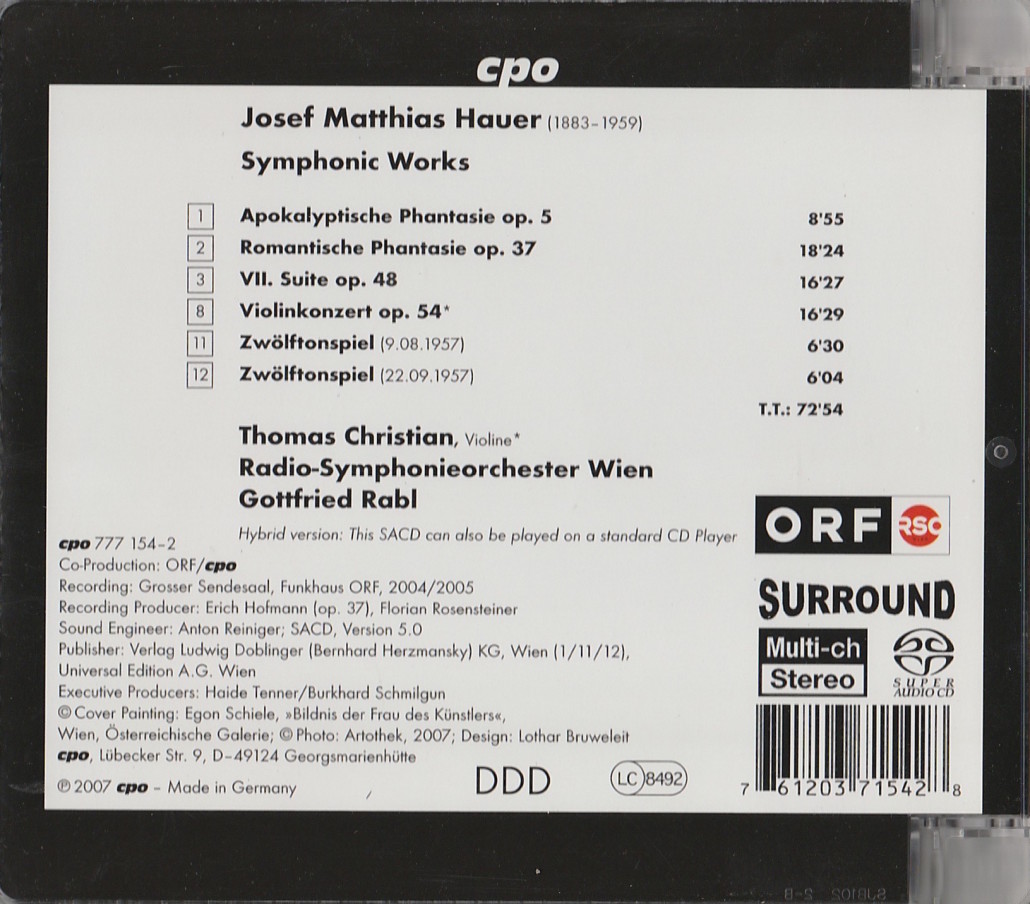 cpo
Josef Matthias Hauer (1883–1959)
Symphonic Works
1 Apokalyptische Phantasie op. 5 8'55
2 Romantische Phantasie op. 37 18'24
3 VII. Suite op. 48 16'27
8 Violinkonzert op. 54* 16'29
11 Zwölftonspiel (9.08.1957) 6'30
12 Zwölftonspiel (22.09.1957) 6'04
T.T.: 72'54
Thomas Christian, Violine*
Radio-Symphonieorchester Wien
Gottfried Rabl
Hybrid version: This SACD can also be played on a standard CD Player
cpo 777 154–2
Co-Production: ORF/cpo
Recording: Grosser Sendesaal, Funkhaus ORF, 2004/2005
Recording Producer: Erich Hofmann (op. 37), Florian Rosensteiner
Sound Engineer: Anton Reiniger; SACD, Version 5.0
Publisher: Verlag Ludwig Doblinger (Bernhard Herzmansky) KG, Wien (1/11/12),
Universal Edition A.G. Wien
Executive Producers: Haide Tenner/Burkhard Schmilgun
© Cover Painting: Egon Schiele, »Bildnis der Frau des Künstlers«,
Wien, Österreichische Galerie; © Photo: Artothek, 2007; Design: Lothar Bruweleit
cpo, Lübecker Str. 9, D–49124 Georgsmarienhütte
℗ 2007 cpo – Made in Germany
DDD
LC 8492
ORF RSO
SURROUND
Multi-ch
Stereo
SUPER
AUDIO CD
7 61203 71542 8